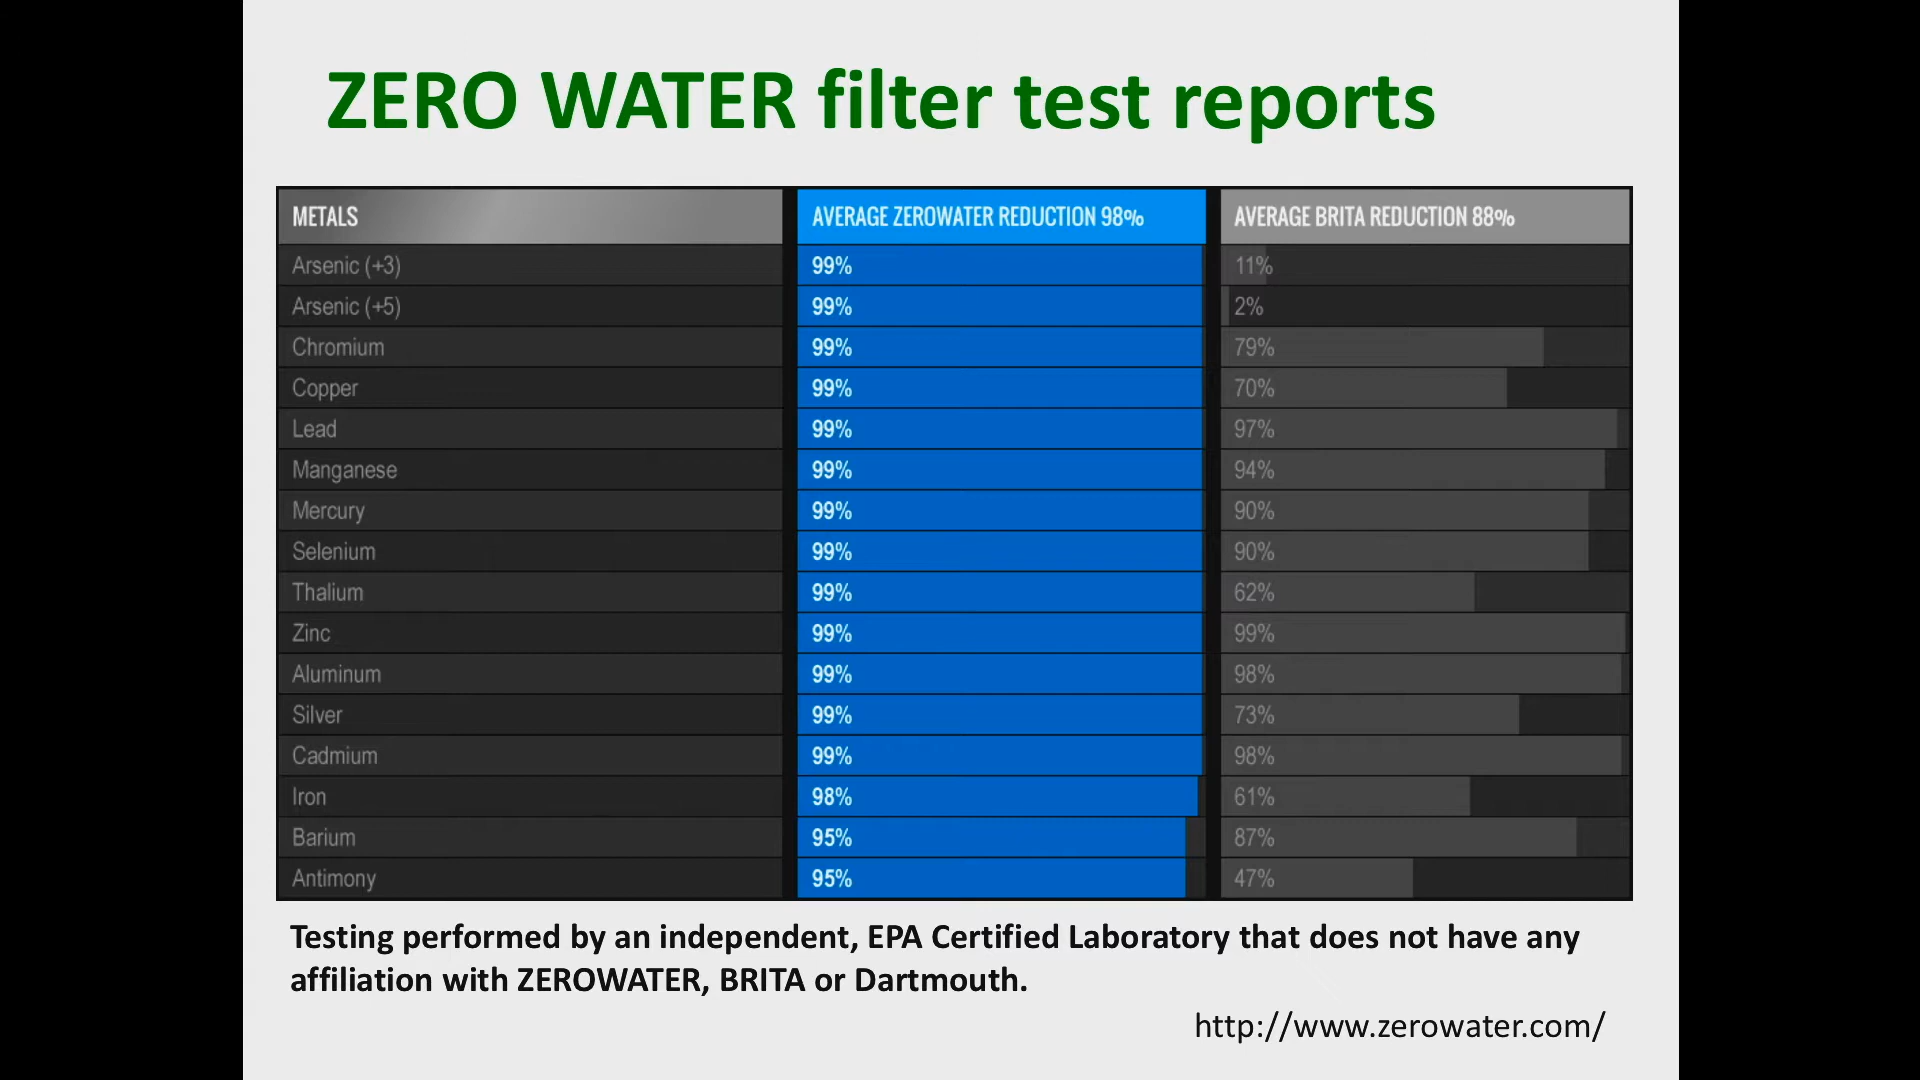 ZERO WATER filter test reports
METALS AVERAGE ZEROWATER REDUCTION 98% AVERAGE BRITA REDUCTION 88%
Arsenic (+3) 99% 11%
Arsenic (+5) 99% 2%
Chromium 99% 79%
Copper 99% 70%
Lead 99% 97%
Manganese 99% 94%
Mercury 99% 90%
Selenium 99% 90%
Thalium 99% 62%
Zinc 99% 99%
Aluminum 99% 98%
Silver 99% 73%
Cadmium 99% 98%
Iron 98% 61%
Barium 95% 87%
Antimony 95% 47%
Testing performed by an independent, EPA Certified Laboratory that does not have any
affiliation with ZEROWATER, BRITA or Dartmouth.
http://www.zerowater.com/